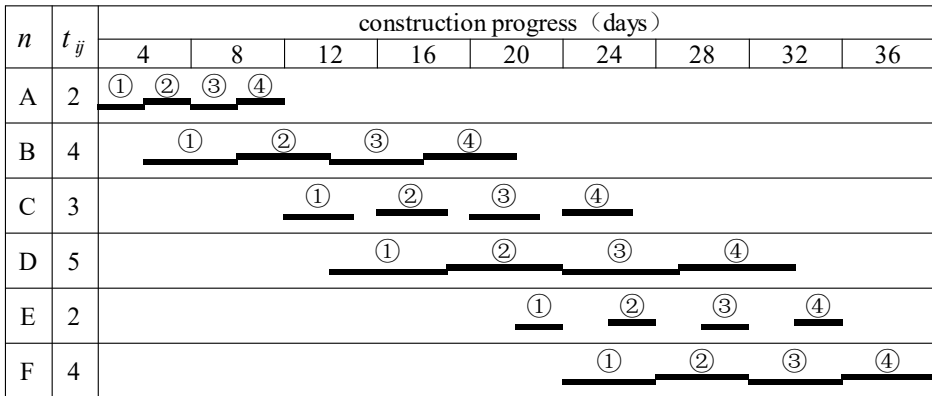 n t ij construction progress（days）
4 8 12 16 20 24 28 32 36
A 2 ① ② ③ ④
B 4 ① ② ③ ④
C 3 ① ② ③ ④
D 5 ① ② ③ ④
E 2 ① ② ③ ④
F 4 ① ② ③ ④